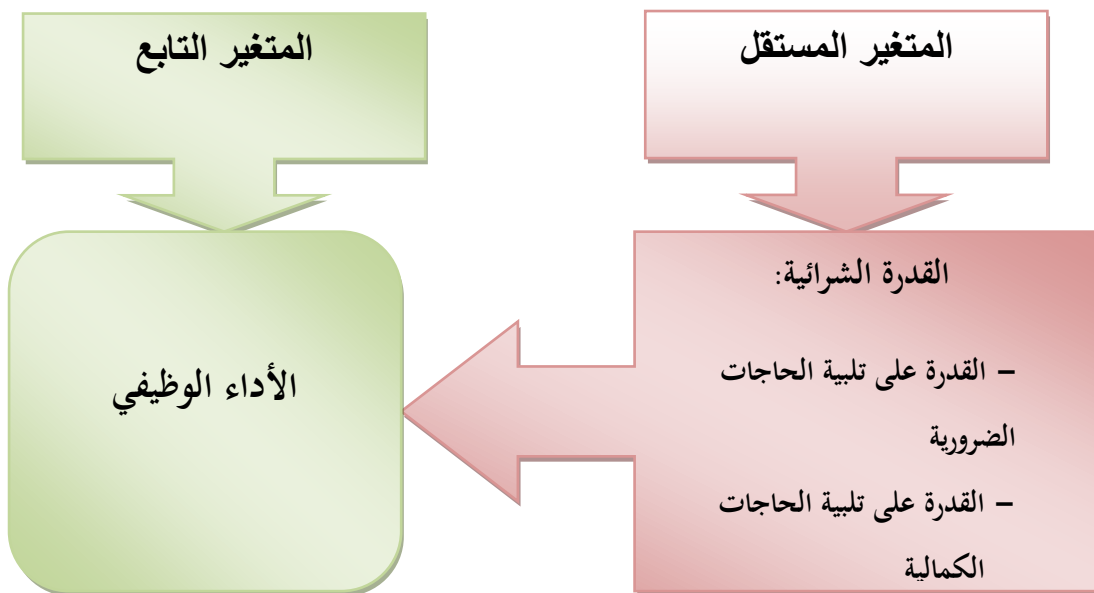 المتغير المستقل
المتغير التابع
القدرة الشرائية:
– القدرة على تلبية الحاجات
الضرورية
– القدرة على تلبية الحاجات
الكمالية
الأداء الوظيفي